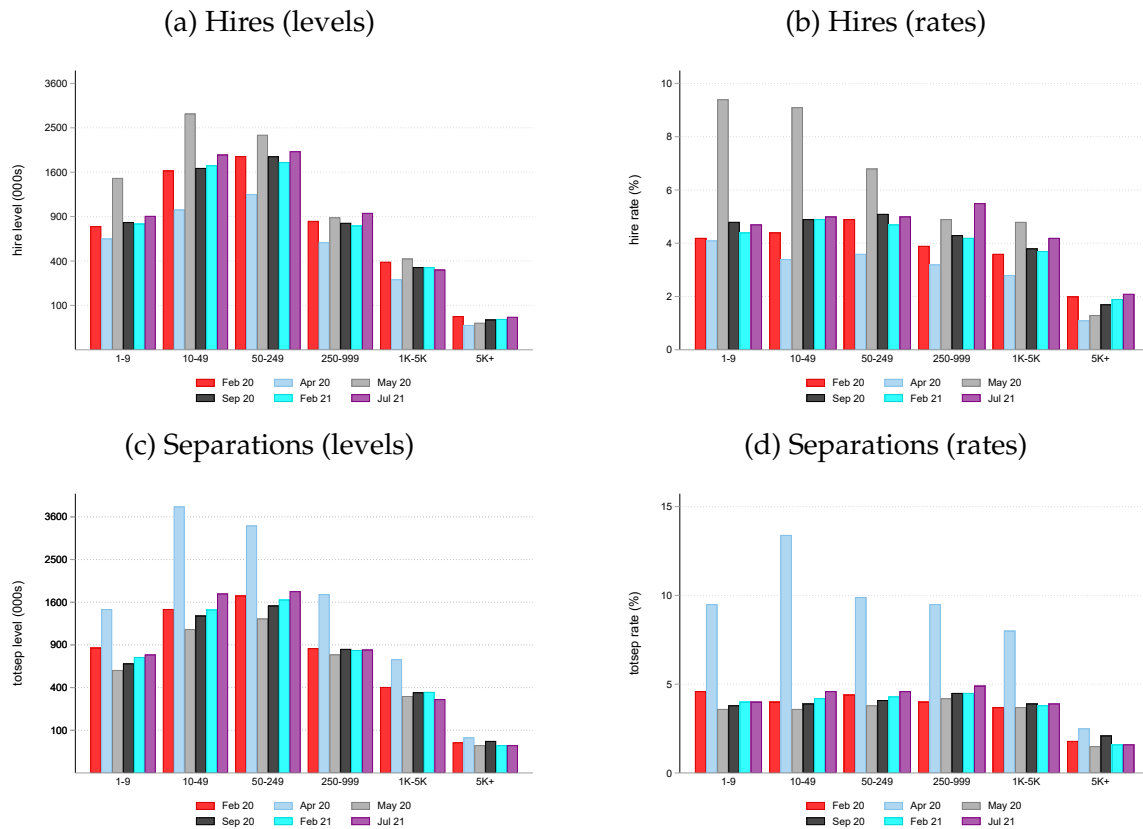 (a) Hires (levels)
hire level (000s)
3600
2500
1600
900
400
100
1-9 10-49 50-249 250-999 1K-5K 5K+
Feb 20 Apr 20 May 20
Sep 20 Feb 21 Jul 21
(b) Hires (rates)
hire rate (%)
10
8
6
4
2
0
1-9 10-49 50-249 250-999 1K-5K 5K+
Feb 20 Apr 20 May 20
Sep 20 Feb 21 Jul 21
(c) Separations (levels)
totsep level (000s)
3600
2500
1600
900
400
100
1-9 10-49 50-249 250-999 1K-5K 5K+
Feb 20 Apr 20 May 20
Sep 20 Feb 21 Jul 21
(d) Separations (rates)
totsep rate (%)
15
10
5
0
1-9 10-49 50-249 250-999 1K-5K 5K+
Feb 20 Apr 20 May 20
Sep 20 Feb 21 Jul 21